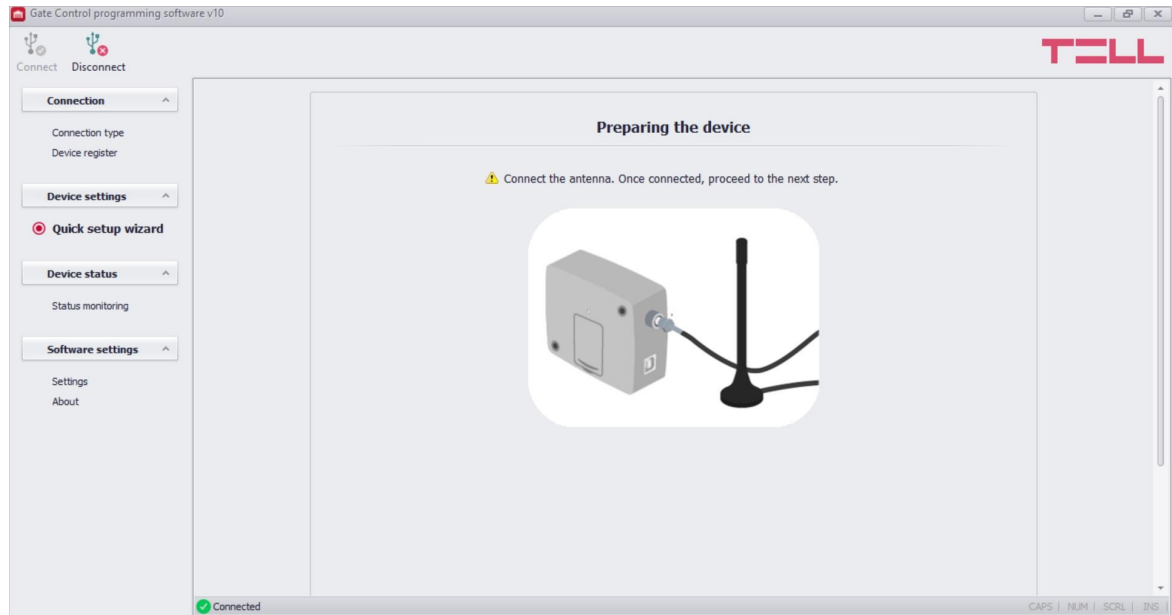 Gate Control programming software v10
Connect Disconnect
TELL
Connection
Connection type
Device register
Device settings
Quick setup wizard
Device status
Status monitoring
Software settings
Settings
About
Preparing the device
Connect the antenna. Once connected, proceed to the next step.
Connected
CAPS | NUM | SCRL | INS